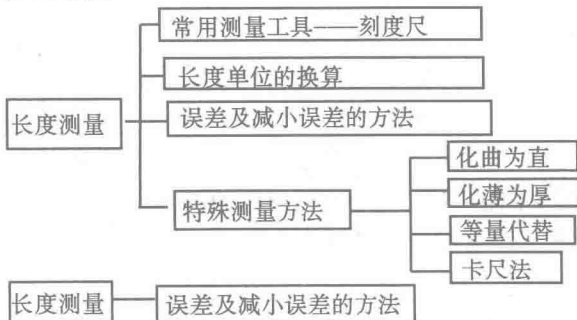 常用测量工具——刻度尺
长度单位的换算
长度测量
误差及减小误差的方法
化曲为直
化薄为厚
特殊测量方法
等量代替
卡尺法
长度测量
误差及减小误差的方法